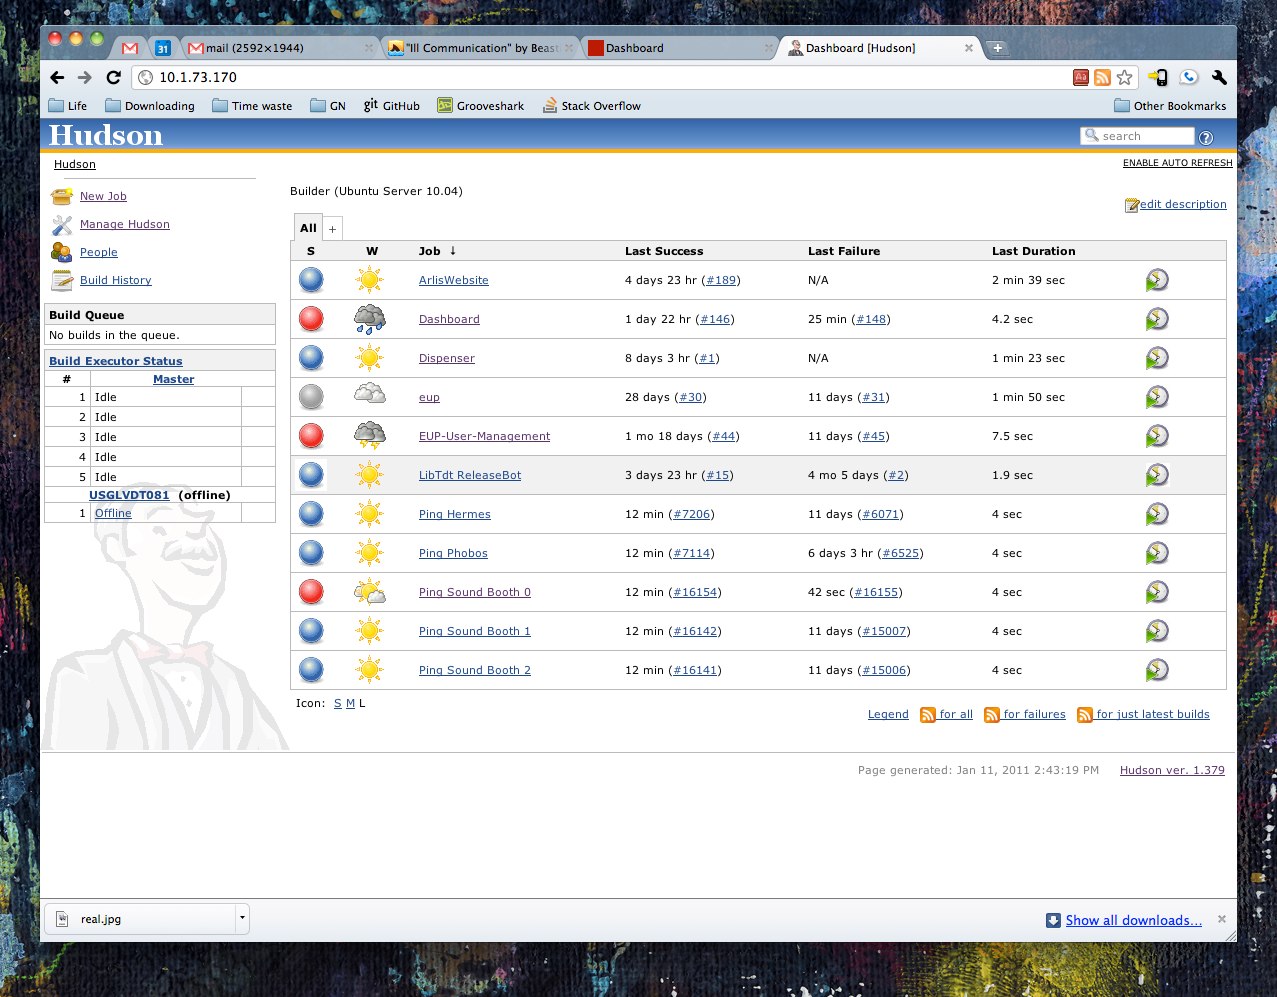 31 mail (2592×1944) "Ill Communication" by Beast Dashboard Dashboard [Hudson]
10.1.73.170
Life Downloading Time waste GN git GitHub Grooveshark Stack Overflow Other Bookmarks
Hudson search ?
Hudson ENABLE AUTO REFRESH
New Job
Manage Hudson
People
Build History
Build Queue
No builds in the queue.
Build Executor Status
# Master
1 Idle
2 Idle
3 Idle
4 Idle
5 Idle
USGLVDT081 (offline)
1 Offline
Builder (Ubuntu Server 10.04)
edit description
All +
S W Job ↓ Last Success Last Failure Last Duration
ArlisWebsite 4 days 23 hr (#189) N/A 2 min 39 sec
Dashboard 1 day 22 hr (#146) 25 min (#148) 4.2 sec
Dispenser 8 days 3 hr (#1) N/A 1 min 23 sec
eup 28 days (#30) 11 days (#31) 1 min 50 sec
EUP-User-Management 1 mo 18 days (#44) 11 days (#45) 7.5 sec
LibTdt ReleaseBot 3 days 23 hr (#15) 4 mo 5 days (#2) 1.9 sec
Ping Hermes 12 min (#7206) 11 days (#6071) 4 sec
Ping Phobos 12 min (#7114) 6 days 3 hr (#6525) 4 sec
Ping Sound Booth 0 12 min (#16154) 42 sec (#16155) 4 sec
Ping Sound Booth 1 12 min (#16142) 11 days (#15007) 4 sec
Ping Sound Booth 2 12 min (#16141) 11 days (#15006) 4 sec
Icon: S M L
Legend for all for failures for just latest builds
Page generated: Jan 11, 2011 2:43:19 PM Hudson ver. 1.379
real.jpg Show all downloads...